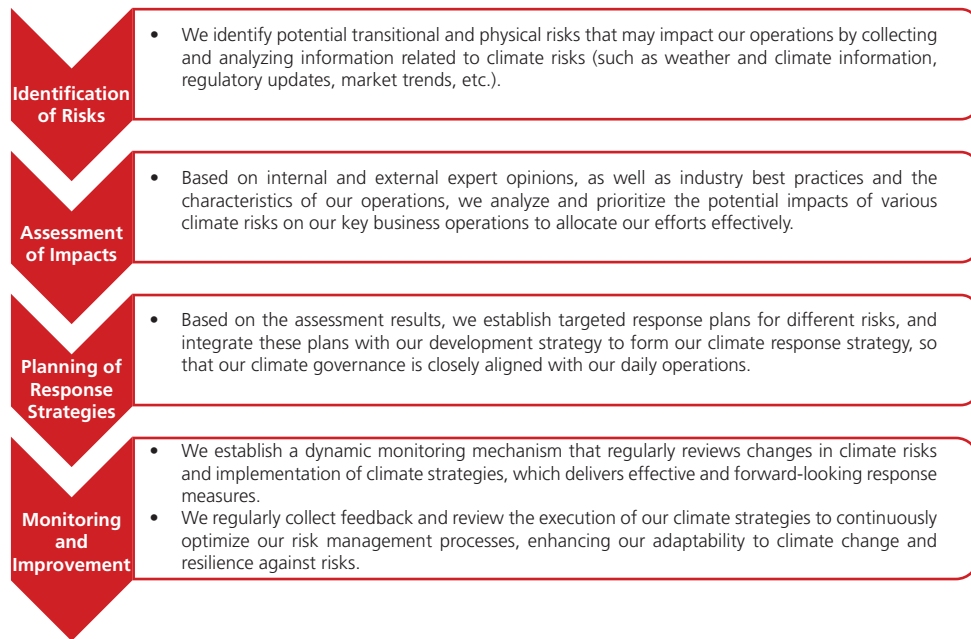 Identification
of Risks
• We identify potential transitional and physical risks that may impact our operations by collecting
and analyzing information related to climate risks (such as weather and climate information,
regulatory updates, market trends, etc.).
Assessment
of Impacts
• Based on internal and external expert opinions, as well as industry best practices and the
characteristics of our operations, we analyze and prioritize the potential impacts of various
climate risks on our key business operations to allocate our efforts effectively.
Planning of
Response
Strategies
• Based on the assessment results, we establish targeted response plans for different risks, and
integrate these plans with our development strategy to form our climate response strategy, so
that our climate governance is closely aligned with our daily operations.
Monitoring
and
Improvement
• We establish a dynamic monitoring mechanism that regularly reviews changes in climate risks
and implementation of climate strategies, which delivers effective and forward-looking response
measures.
• We regularly collect feedback and review the execution of our climate strategies to continuously
optimize our risk management processes, enhancing our adaptability to climate change and
resilience against risks.